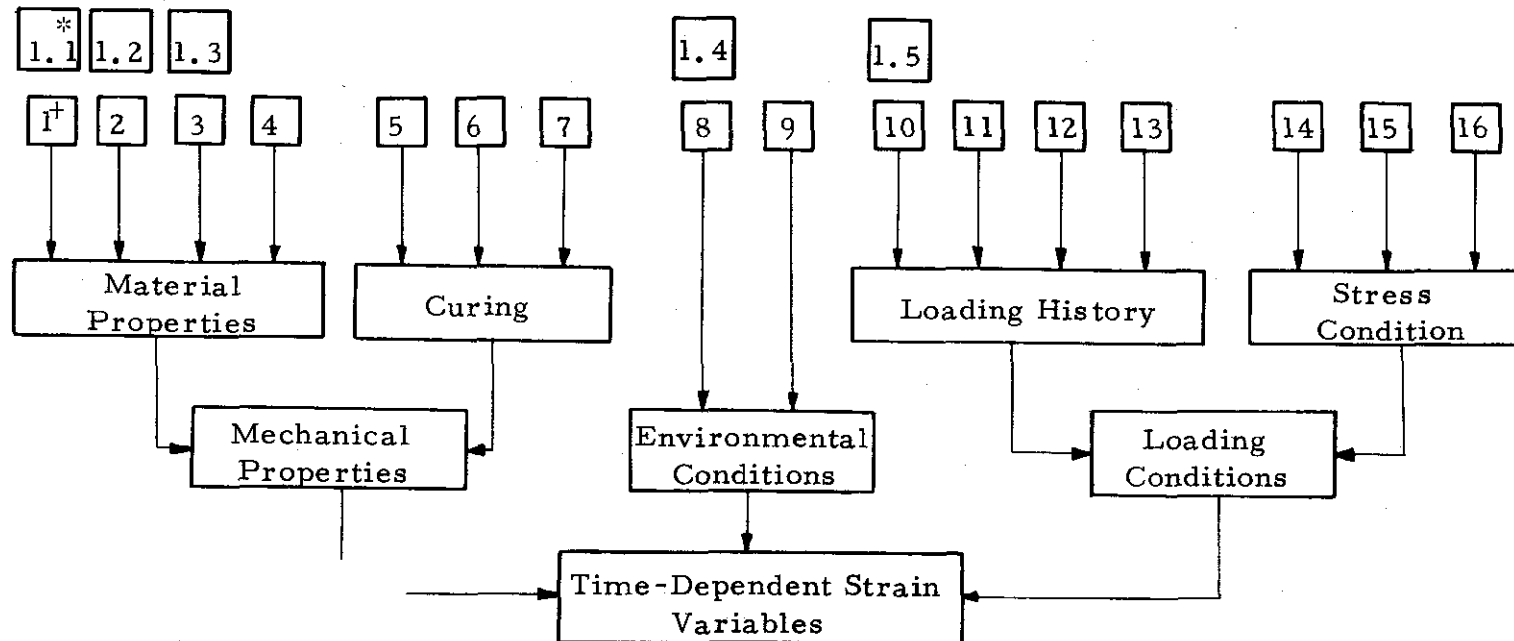 1.1* 1.2 1.3 1.4 1.5
1+ 2 3 4 5 6 7 8 9 10 11 12 13 14 15 16
Material
Properties
Curing
Loading History
Stress
Condition
Mechanical
Properties
Environmental
Conditions
Loading
Conditions
Time-Dependent Strain
Variables